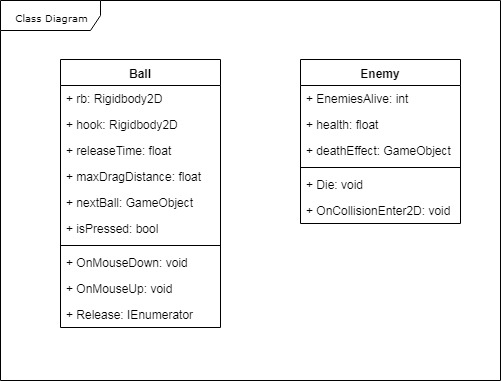 Class Diagram
Ball
+ rb: Rigidbody2D
+ hook: Rigidbody2D
+ releaseTime: float
+ maxDragDistance: float
+ nextBall: GameObject
+ isPressed: bool
+ OnMouseDown: void
+ OnMouseUp: void
+ Release: IEnumerator
Enemy
+ EnemiesAlive: int
+ health: float
+ deathEffect: GameObject
+ Die: void
+ OnCollisionEnter2D: void